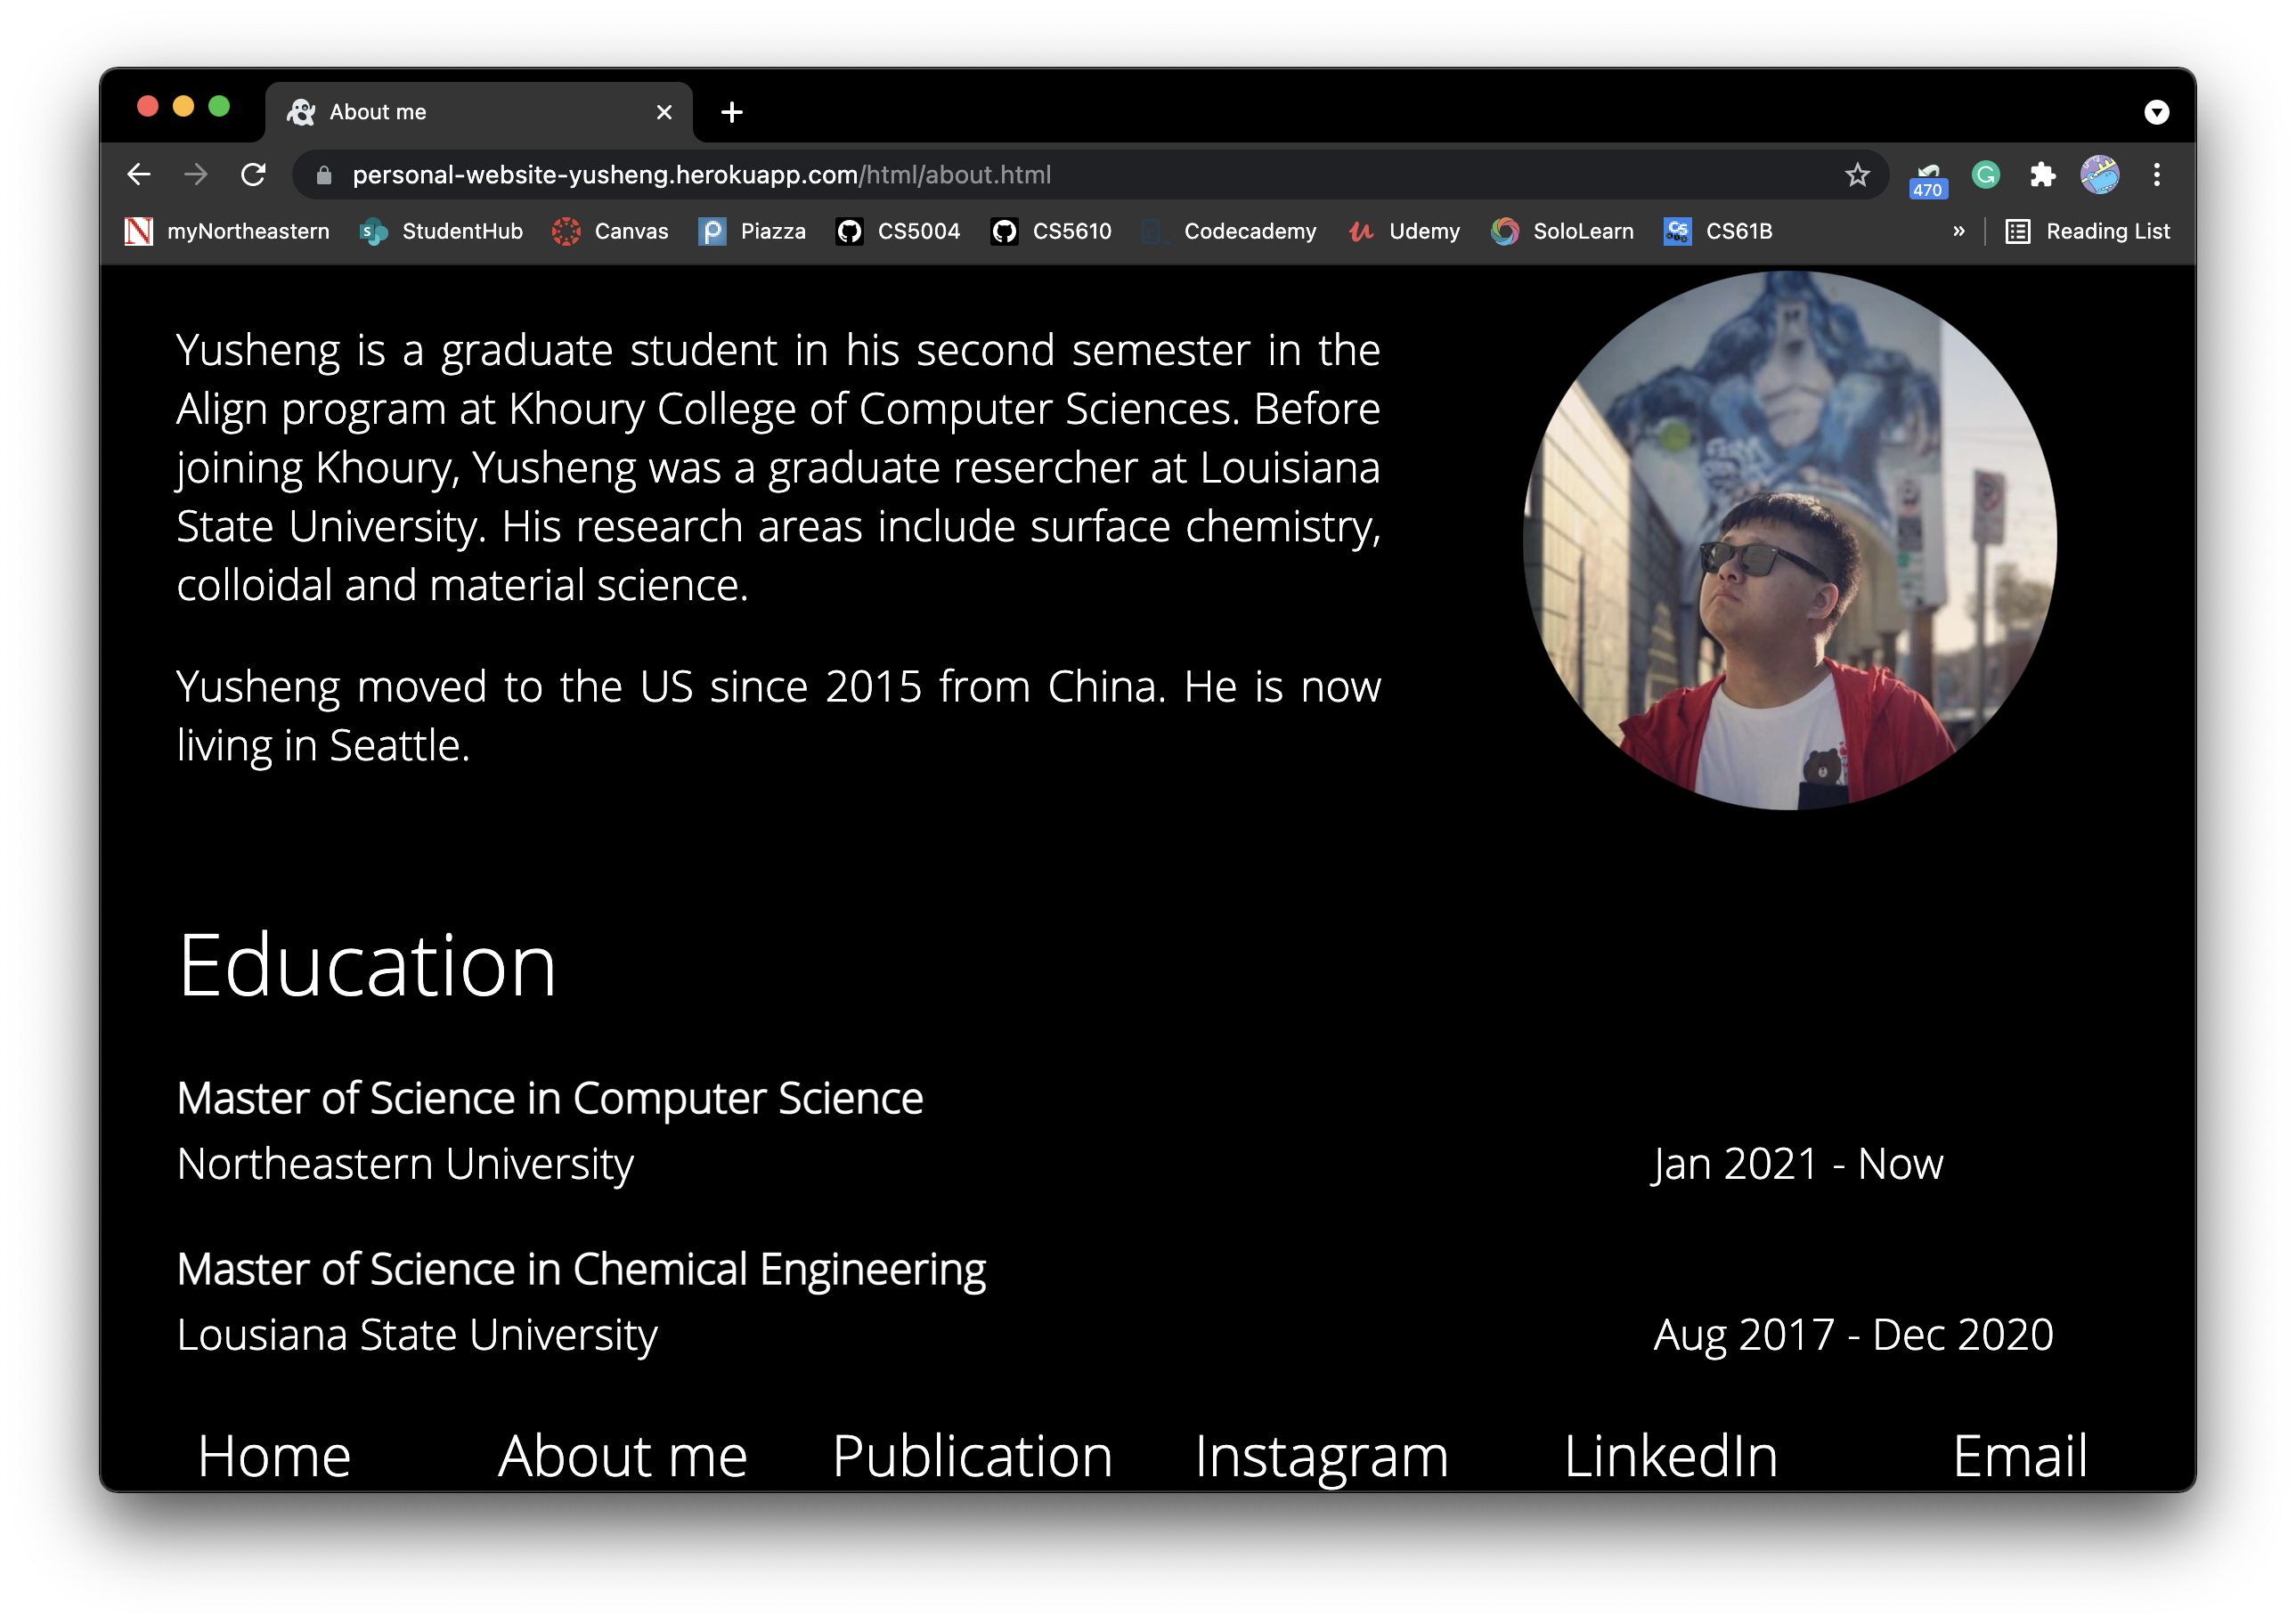 About me
personal-website-yusheng.herokuapp.com/html/about.html
470
myNortheastern StudentHub Canvas Piazza CS5004 CS5610 Codecademy Udemy SoloLearn CS61B » Reading List
Yusheng is a graduate student in his second semester in the
Align program at Khoury College of Computer Sciences. Before
joining Khoury, Yusheng was a graduate resercher at Louisiana
State University. His research areas include surface chemistry,
colloidal and material science.
Yusheng moved to the US since 2015 from China. He is now
living in Seattle.
Education
Master of Science in Computer Science
Northeastern University Jan 2021 - Now
Master of Science in Chemical Engineering
Lousiana State University Aug 2017 - Dec 2020
Home About me Publication Instagram LinkedIn Email